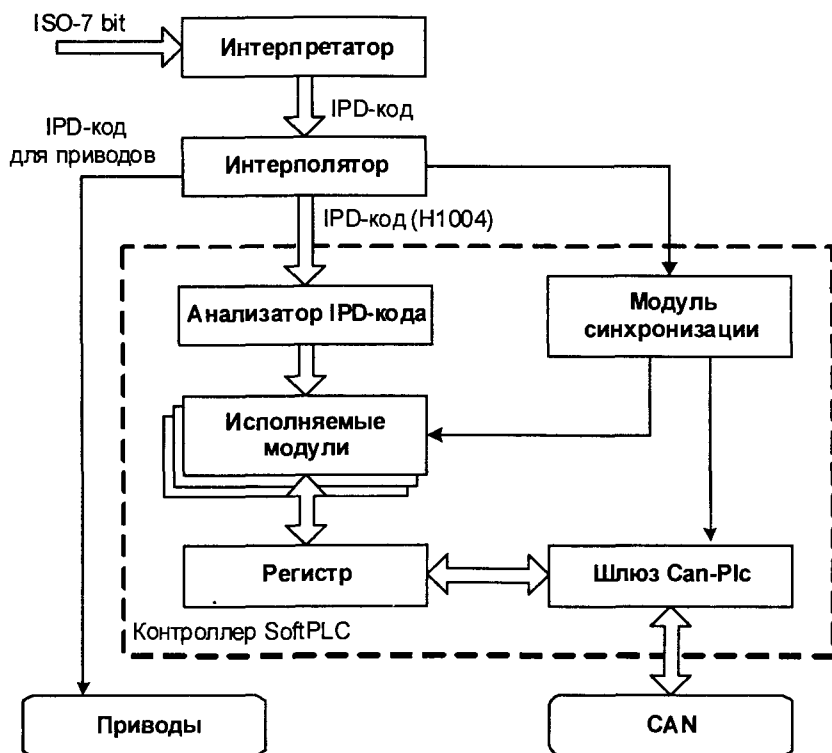 ISO-7 bit
Интерпретатор
IPD-код
IPD-код
для приводов
Интерполятор
IPD-код (H1004)
Анализатор IPD-кода
Модуль
синхронизации
Исполняемые
модули
Регистр
Шлюз Can-Plc
Контроллер SoftPLC
Приводы
CAN